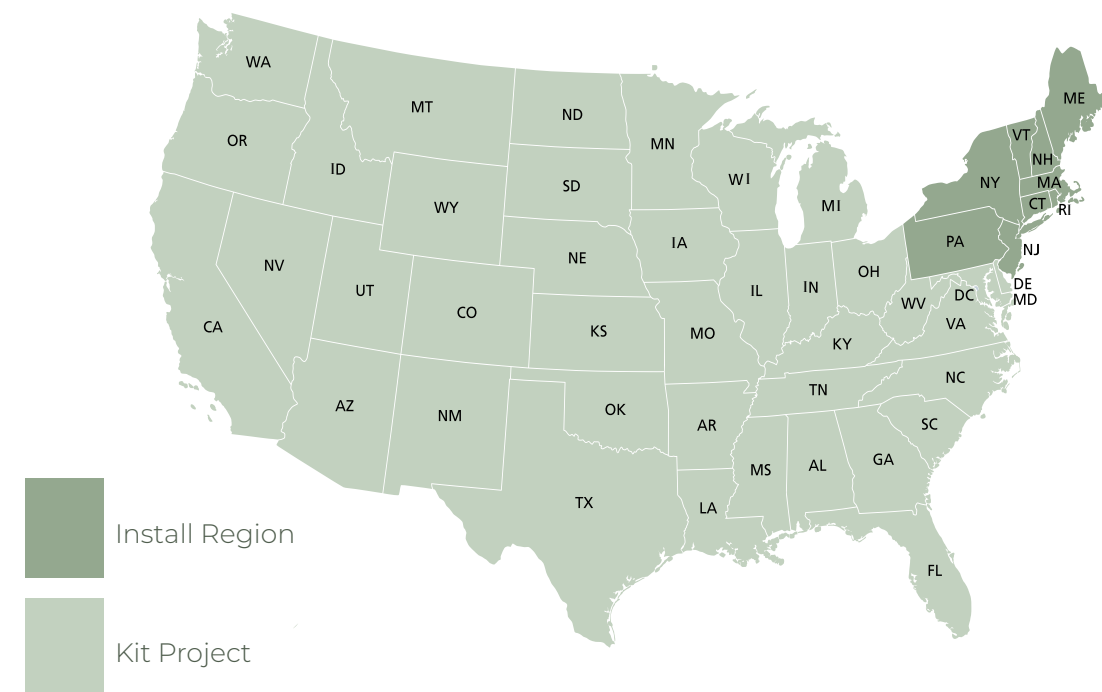 WA
MT
ND
MN
ME
OR
ID
SD
WI
MI
VT
NH
NY
MA
CT
RI
WY
IA
NE
PA
NJ
NV
UT
CO
IL
IN
OH
WV
DC
DE
MD
CA
KS
MO
KY
VA
AZ
NM
OK
AR
TN
NC
SC
TX
LA
MS
AL
GA
FL
Install Region
Kit Project